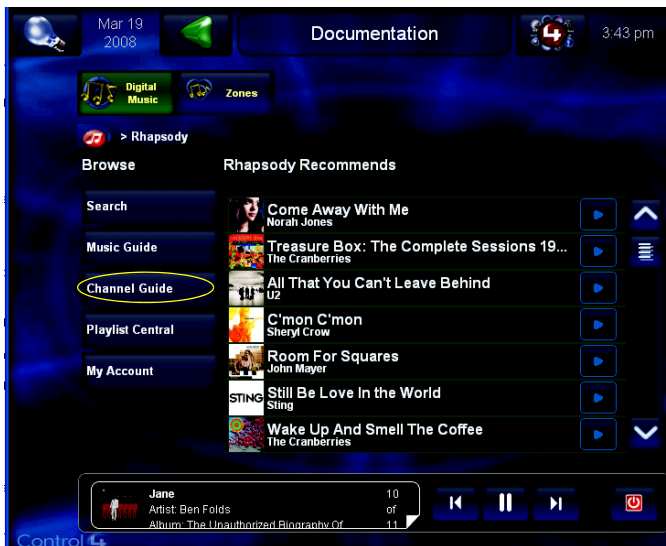 Mar 19
2008
Documentation
4
3:43 pm
Digital
Music
Zones
> Rhapsody
Browse
Rhapsody Recommends
Search
Music Guide
Channel Guide
Playlist Central
My Account
Come Away With Me
Norah Jones
Treasure Box: The Complete Sessions 19...
The Cranberries
All That You Can't Leave Behind
U2
C'mon C'mon
Sheryl Crow
Room For Squares
John Mayer
STING
Still Be Love In the World
Sting
Wake Up And Smell The Coffee
The Cranberries
Jane
Artist: Ben Folds
Album: The Unauthorized Biography Of
10
of
11
Control4